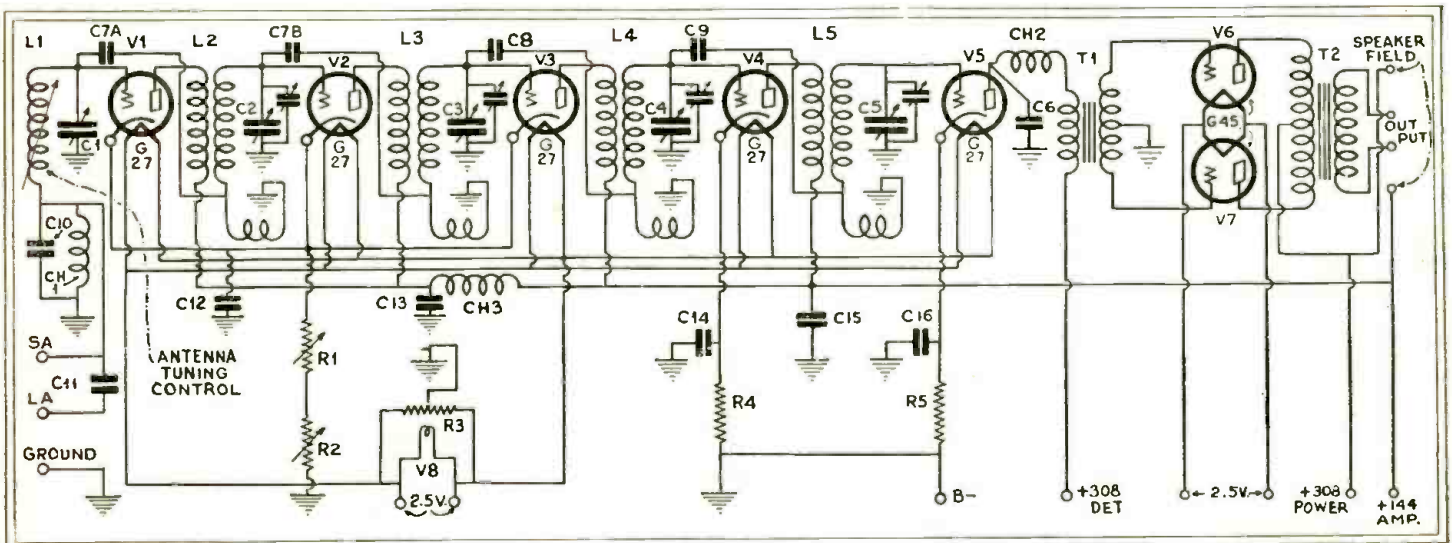 L1
C7A
V1
L2
C7B
V2
L3
C8
V3
L4
C9
V4
L5
V5
CH2
T1
V6
T2
SPEAKER
FIELD
C1
C2
C3
C4
C5
C6
G
27
G
27
G
27
G
27
G
27
G 45
V7
OUT
PUT
C10
CH
1
C12
C13
CH3
C14
C15
C16
SA
C11
LA
GROUND
ANTENNA
TUNING
CONTROL
R1
R2
R3
V8
2.5V.
R4
R5
B-
+308
DET
2.5V.
+308
POWER
+144
AMP.